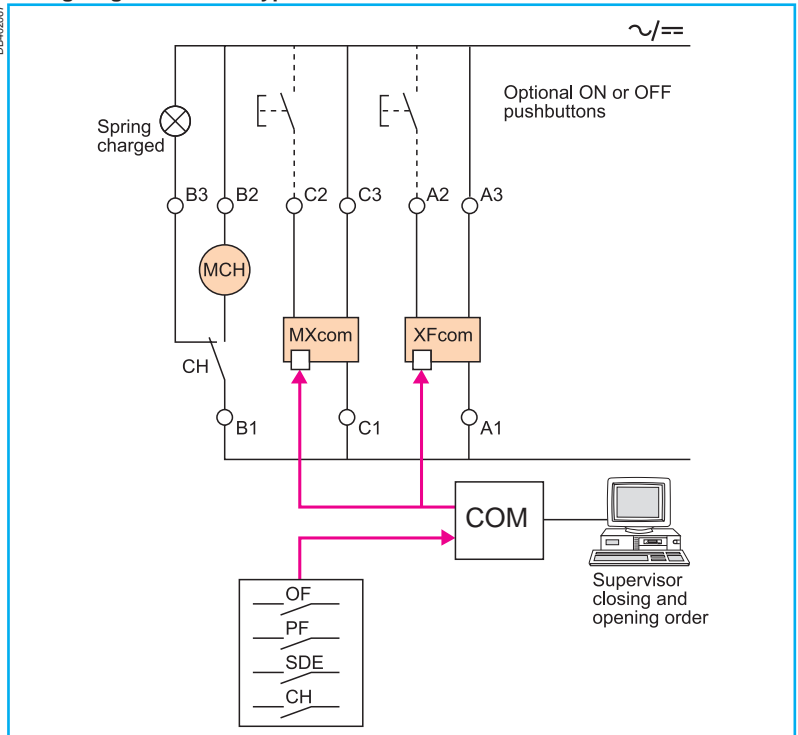 ~/==
Optional ON or OFF
pushbuttons
Spring
charged
B3
B2
C2
C3
A2
A3
MCH
MXcom
XFcom
CH
B1
C1
A1
COM
Supervisor
closing and
opening order
OF
PF
SDE
CH